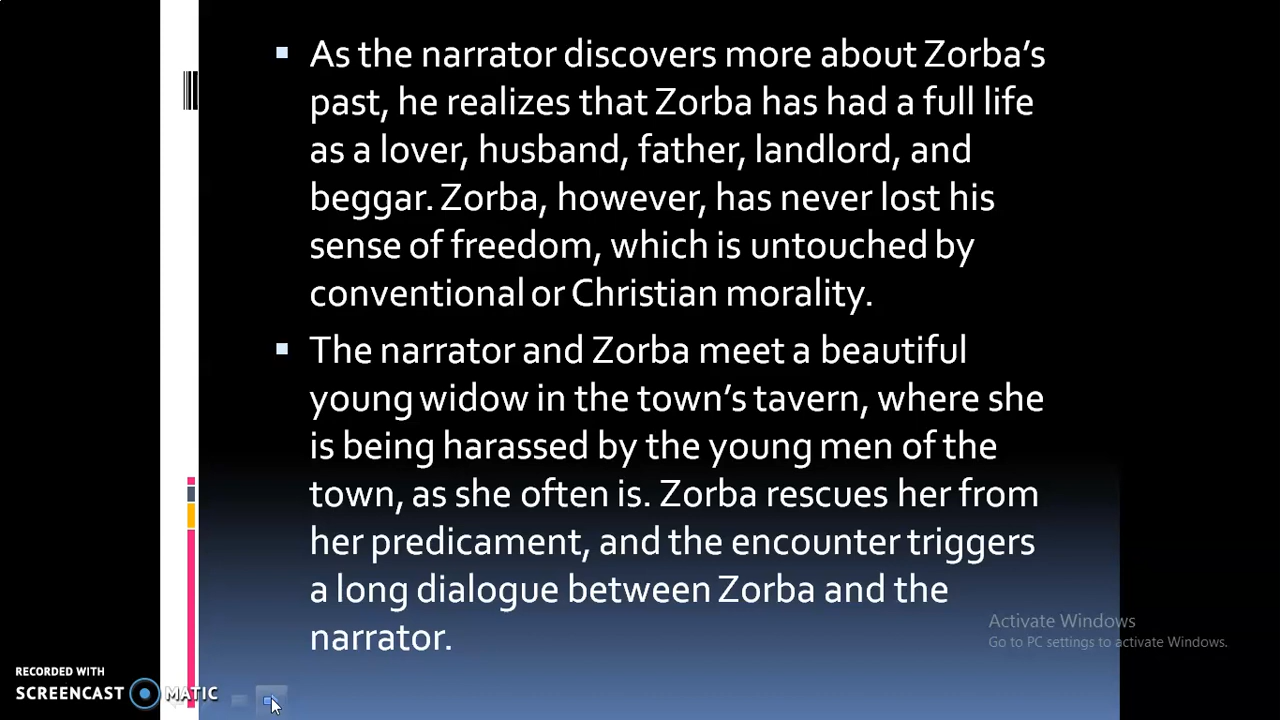 As the narrator discovers more about Zorba’s
past, he realizes that Zorba has had a full life
as a lover, husband, father, landlord, and
beggar. Zorba, however, has never lost his
sense of freedom, which is untouched by
conventional or Christian morality.
The narrator and Zorba meet a beautiful
young widow in the town’s tavern, where she
is being harassed by the young men of the
town, as she often is. Zorba rescues her from
her predicament, and the encounter triggers
a long dialogue between Zorba and the
narrator.
Activate Windows
Go to PC settings to activate Windows.
RECORDED WITH
SCREENCAST MATIC